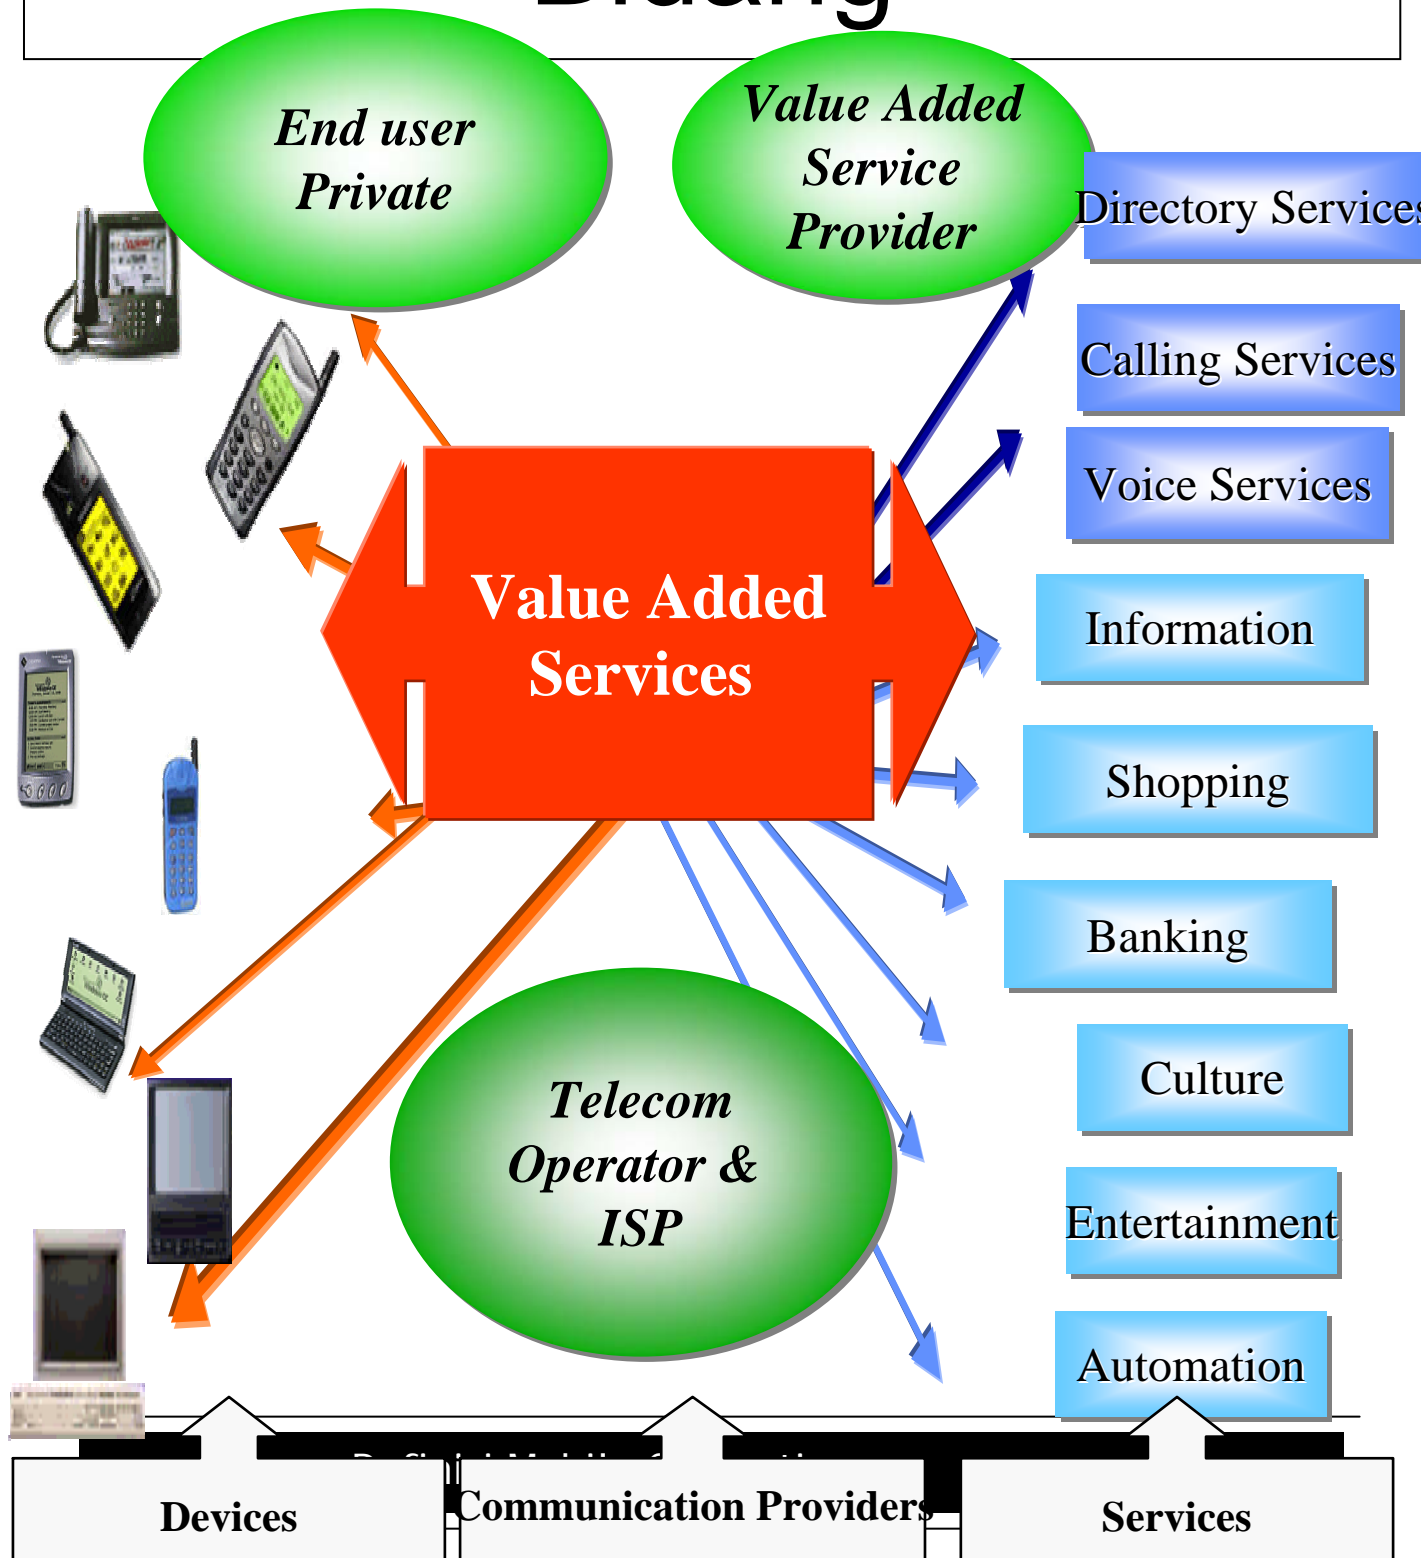 End user
Private
Value Added
Service
Provider
Directory Services
Calling Services
Voice Services
Value Added
Services
Information
Shopping
Banking
Culture
Telecom
Operator &
ISP
Entertainment
Automation
Devices
Communication Providers
Services